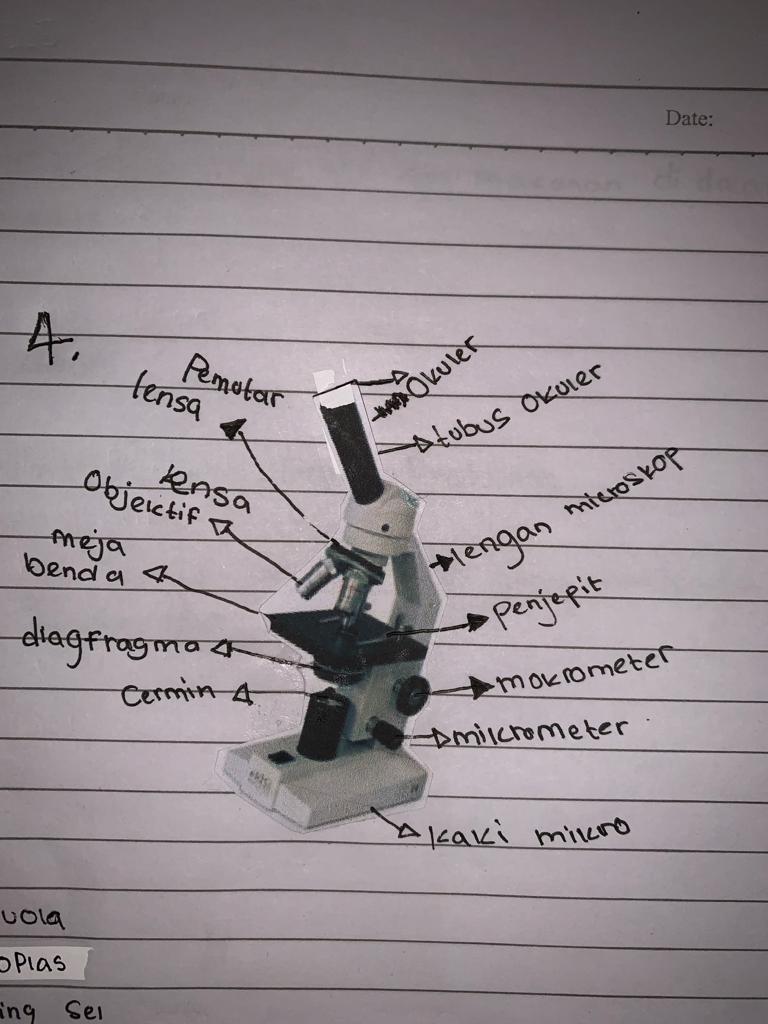 Date:
4.
Pemutar
lensa
Okuler
tubus Okuler
lensa
Objektif
lengan microskop
meja
benda
Penjepit
diagfragma
makrometer
Cermin
mikrometer
kaki mikro
uola
oplas
ing Sel